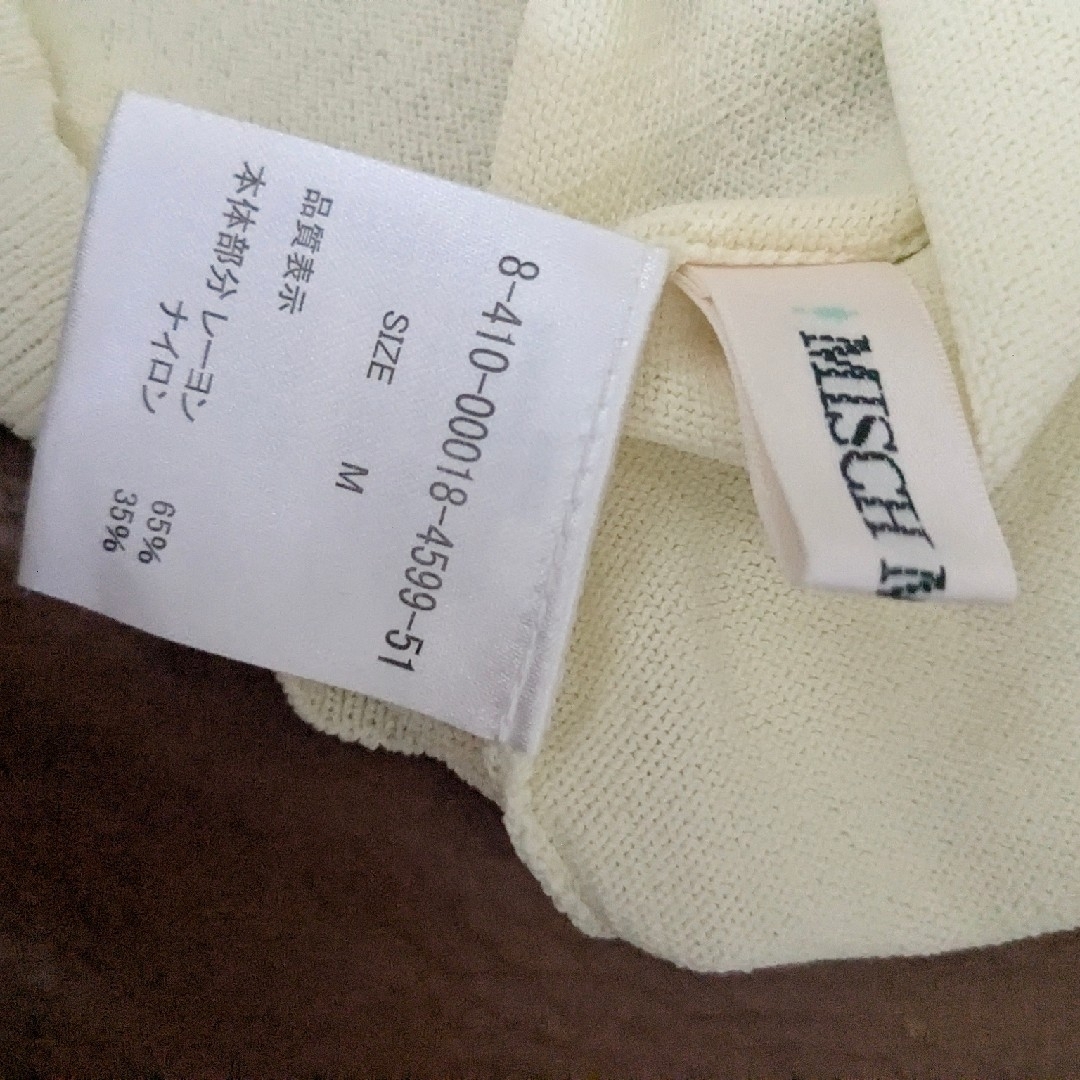 8-410-00018-4599-51
SIZE M
品質表示
本体部分 レーヨン 65%
ナイロン 35%
MISCH